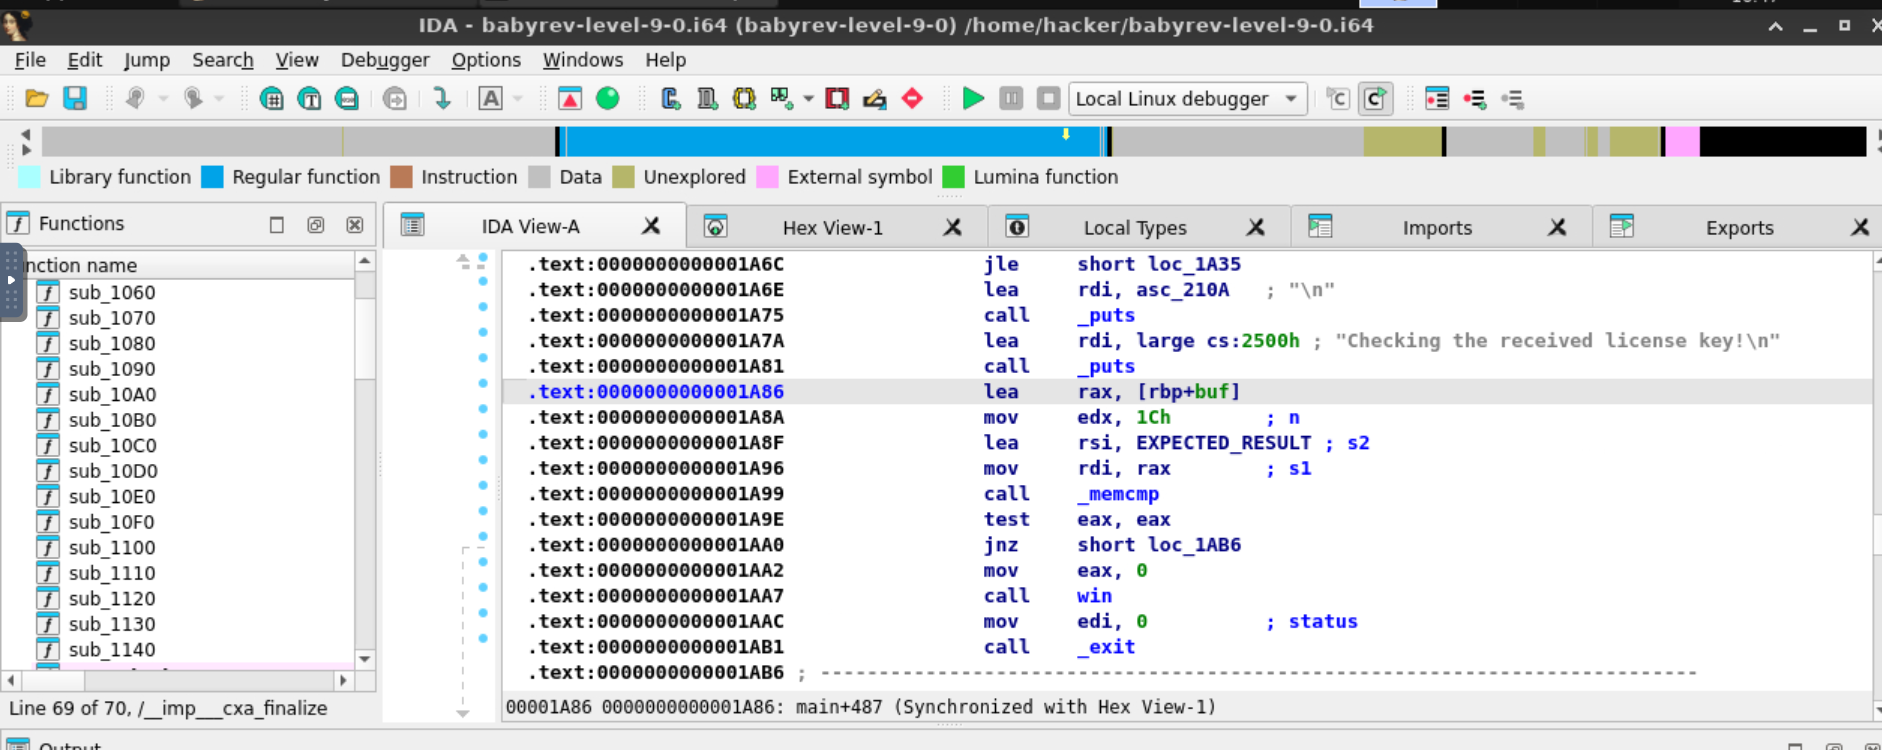 IDA - babyrev-level-9-0.i64 (babyrev-level-9-0) /home/hacker/babyrev-level-9-0.i64
File Edit Jump Search View Debugger Options Windows Help
Local Linux debugger
Library function Regular function Instruction Data Unexplored External symbol Lumina function
Functions
IDA View-A Hex View-1 Local Types Imports Exports
nction name
sub_1060
sub_1070
sub_1080
sub_1090
sub_10A0
sub_10B0
sub_10C0
sub_10D0
sub_10E0
sub_10F0
sub_1100
sub_1110
sub_1120
sub_1130
sub_1140
Line 69 of 70, /__imp___cxa_finalize
.text:0000000000001A6C jle short loc_1A35
.text:0000000000001A6E lea rdi, asc_210A ; "\n"
.text:0000000000001A75 call _puts
.text:0000000000001A7A lea rdi, large cs:2500h ; "Checking the received license key!\n"
.text:0000000000001A81 call _puts
.text:0000000000001A86 lea rax, [rbp+buf]
.text:0000000000001A8A mov edx, 1Ch ; n
.text:0000000000001A8F lea rsi, EXPECTED_RESULT ; s2
.text:0000000000001A96 mov rdi, rax ; s1
.text:0000000000001A99 call _memcmp
.text:0000000000001A9E test eax, eax
.text:0000000000001AA0 jnz short loc_1AB6
.text:0000000000001AA2 mov eax, 0
.text:0000000000001AA7 call win
.text:0000000000001AAC mov edi, 0 ; status
.text:0000000000001AB1 call _exit
.text:0000000000001AB6 ; ---------------------------------------------------------------------------
00001A86 0000000000001A86: main+487 (Synchronized with Hex View-1)
Output